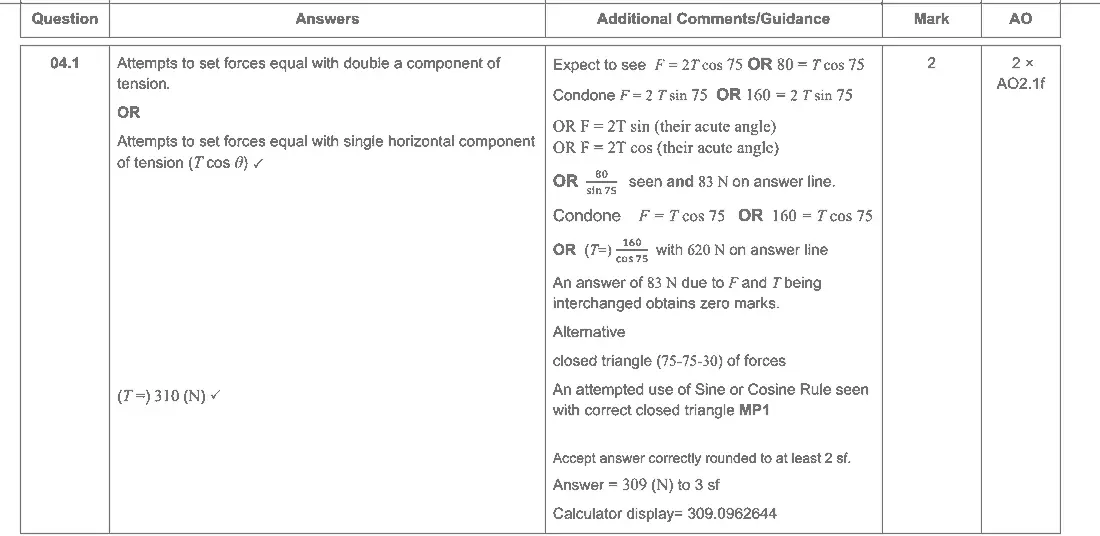 Question Answers Additional Comments/Guidance Mark AO
04.1
Attempts to set forces equal with double a component of
tension.
OR
Attempts to set forces equal with single horizontal component
of tension (T cos θ) ✓
(T =) 310 (N) ✓
Expect to see F = 2T cos 75 OR 80 = T cos 75
Condone F = 2 T sin 75 OR 160 = 2 T sin 75
OR F = 2T sin (their acute angle)
OR F = 2T cos (their acute angle)
OR 80/sin 75 seen and 83 N on answer line.
Condone F = T cos 75 OR 160 = T cos 75
OR (T=) 160/cos 75 with 620 N on answer line
An answer of 83 N due to F and T being
interchanged obtains zero marks.
Alternative
closed triangle (75-75-30) of forces
An attempted use of Sine or Cosine Rule seen
with correct closed triangle MP1
Accept answer correctly rounded to at least 2 sf.
Answer = 309 (N) to 3 sf
Calculator display= 309.0962644
2
2 ×
AO2.1f